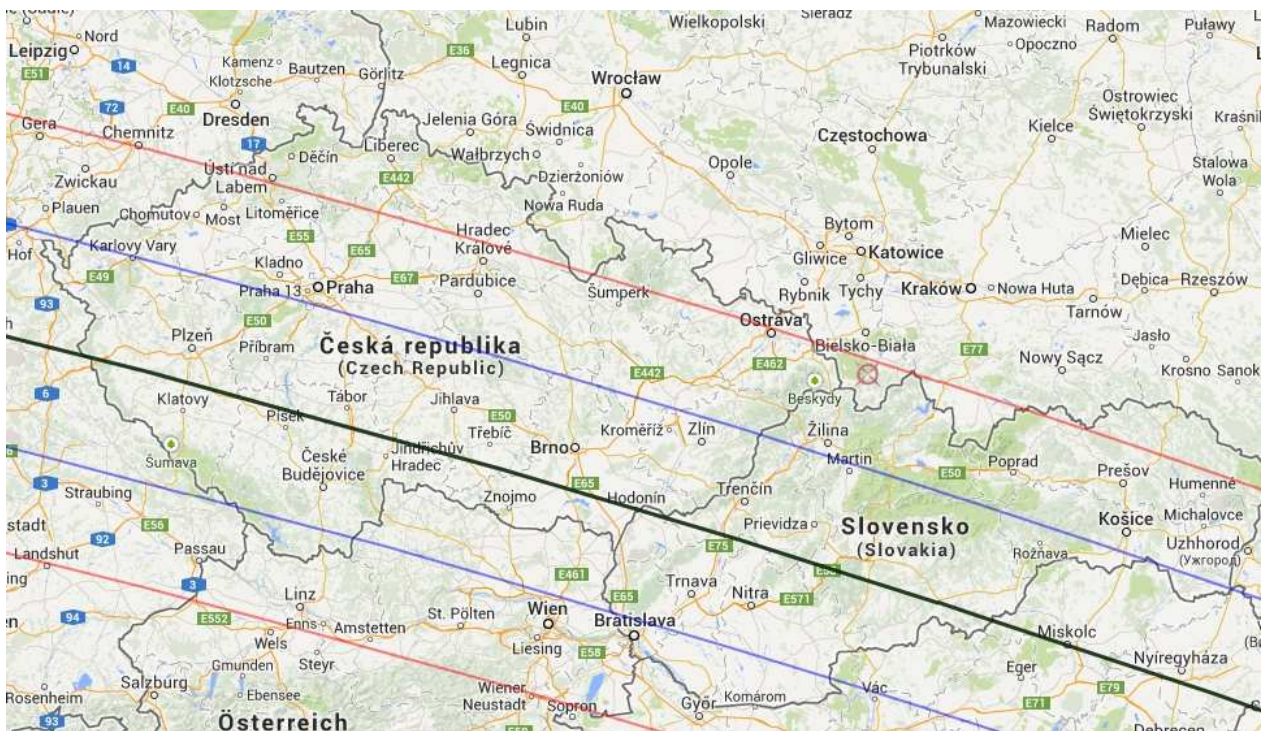 Lubin
Wielkopolski
Sieradz
Mazowiecki
Radom
Puławy
Nord
Leipzig
E36
Piotrków
Trybunalski
Opoczno
E51
14
Kamenz
Klotzsche
Bautzen
Görlitz
Legnica
Wrocław
72
E40
Dresden
E40
Ostrowiec
Świętokrzyski
Gera
Chemnitz
17
Jelenia Góra
Świdnica
Częstochowa
Kielce
Děčín
Liberec
Wałbrzych
Zwickau
Ústí nad
Labem
E442
Dzierżoniów
Opole
Stalowa
Wola
Plauen
Chomutov
Most
Litoměřice
Nowa Ruda
Hof
Karlovy Vary
E55
E65
Hradec
Králové
Bytom
Katowice
Gliwice
Mielec
E49
Kladno
E67
Pardubice
Praha 13
Praha
Šumperk
Rybnik
Tychy
Kraków
Nowa Huta
Dębica
Rzeszów
Tarnów
93
E50
Plzeň
Příbram
Česká republika
(Czech Republic)
Ostrava
Bielsko-Biała
E462
E77
Jasło
Nowy Sącz
Krosno
Sanok
E442
Beskydy
6
Klatovy
Písek
Tábor
Jihlava
E50
Třebíč
Brno
Kroměříž
Zlín
Žilina
Martin
Šumava
České
Budějovice
Jindřichův
Hradec
E50
Poprad
Prešov
3
Straubing
E56
Znojmo
E65
Hodonín
Trenčín
Humenné
Prievidza
Slovensko
(Slovakia)
Košice
Michalovce
Uzhhorod
(Ужгород)
92
Landshut
Passau
E75
Rožňava
3
E461
Trnava
Nitra
E571
94
E552
Linz
Enns
Wels
Amstetten
St. Pölten
Wien
Liesing
E65
Bratislava
E58
Miskolc
Steyr
Gmunden
Ebensee
Eger
Nyíregyháza
E79
Rosenheim
Salzburg
Wiener
Neustadt
Sopron
Győr
Komárom
Vác
E71
93
Österreich
Debrecen